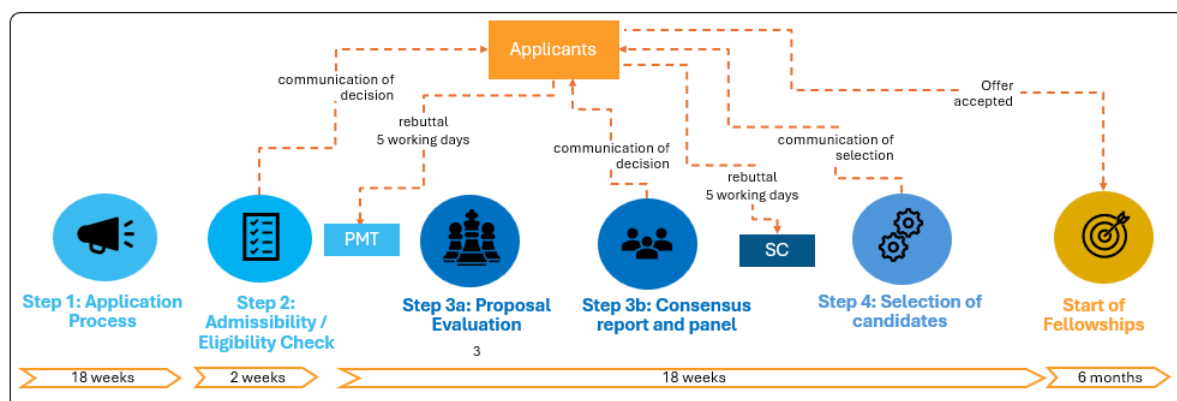 Applicants
communication of
decision
rebuttal
5 working days
communication of
decision
rebuttal
5 working days
communication of
selection
Offer
accepted
PMT
SC
Step 1: Application
Process
Step 2:
Admissibility /
Eligibility Check
Step 3a: Proposal
Evaluation
Step 3b: Consensus
report and panel
Step 4: Selection of
candidates
Start of
Fellowships
3
18 weeks
2 weeks
18 weeks
6 months